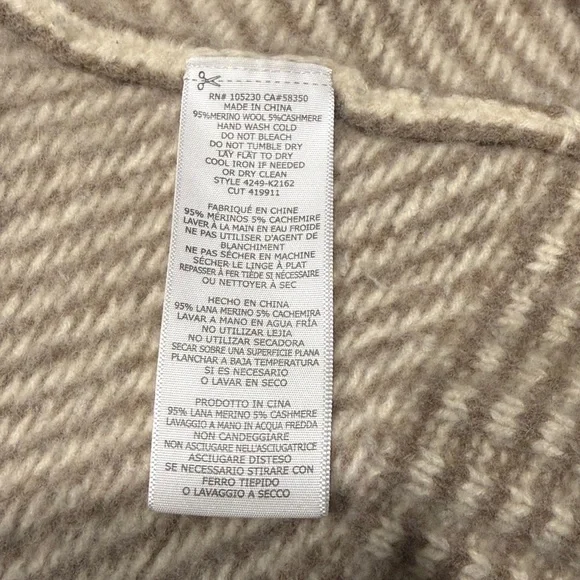 RN# 105230 CA#58350
MADE IN CHINA
95%MERINO WOOL 5%CASHMERE
HAND WASH COLD
DO NOT BLEACH
DO NOT TUMBLE DRY
LAY FLAT TO DRY
COOL IRON IF NEEDED
OR DRY CLEAN
STYLE 4249-K2162
CUT 419911
FABRIQUÉ EN CHINE
95% MÉRINOS 5% CACHEMIRE
LAVER À LA MAIN EN EAU FROIDE
NE PAS UTILISER D'AGENT DE
BLANCHIMENT
NE PAS SÉCHER EN MACHINE
SÉCHER LE LINGE À PLAT
REPASSER À FER TIÈDE SI NÉCESSAIRE
OU NETTOYER À SEC
HECHO EN CHINA
95% LANA MERINO 5% CACHEMIRA
LAVAR A MANO EN AGUA FRÍA
NO UTILIZAR LEJIA
NO UTILIZAR SECADORA
SECAR SOBRE UNA SUPERFICIE PLANA
PLANCHAR A BAJA TEMPERATURA
SI ES NECESARIO
O LAVAR EN SECO
PRODOTTO IN CINA
95% LANA MERINO 5% CASHMERE
LAVAGGIO A MANO IN ACQUA FREDDA
NON CANDEGGIARE
NON ASCIUGARE NELL'ASCIUGATRICE
ASCIUGARE DISTESO
SE NECESSARIO STIRARE CON
FERRO TIEPIDO
O LAVAGGIO A SECCO